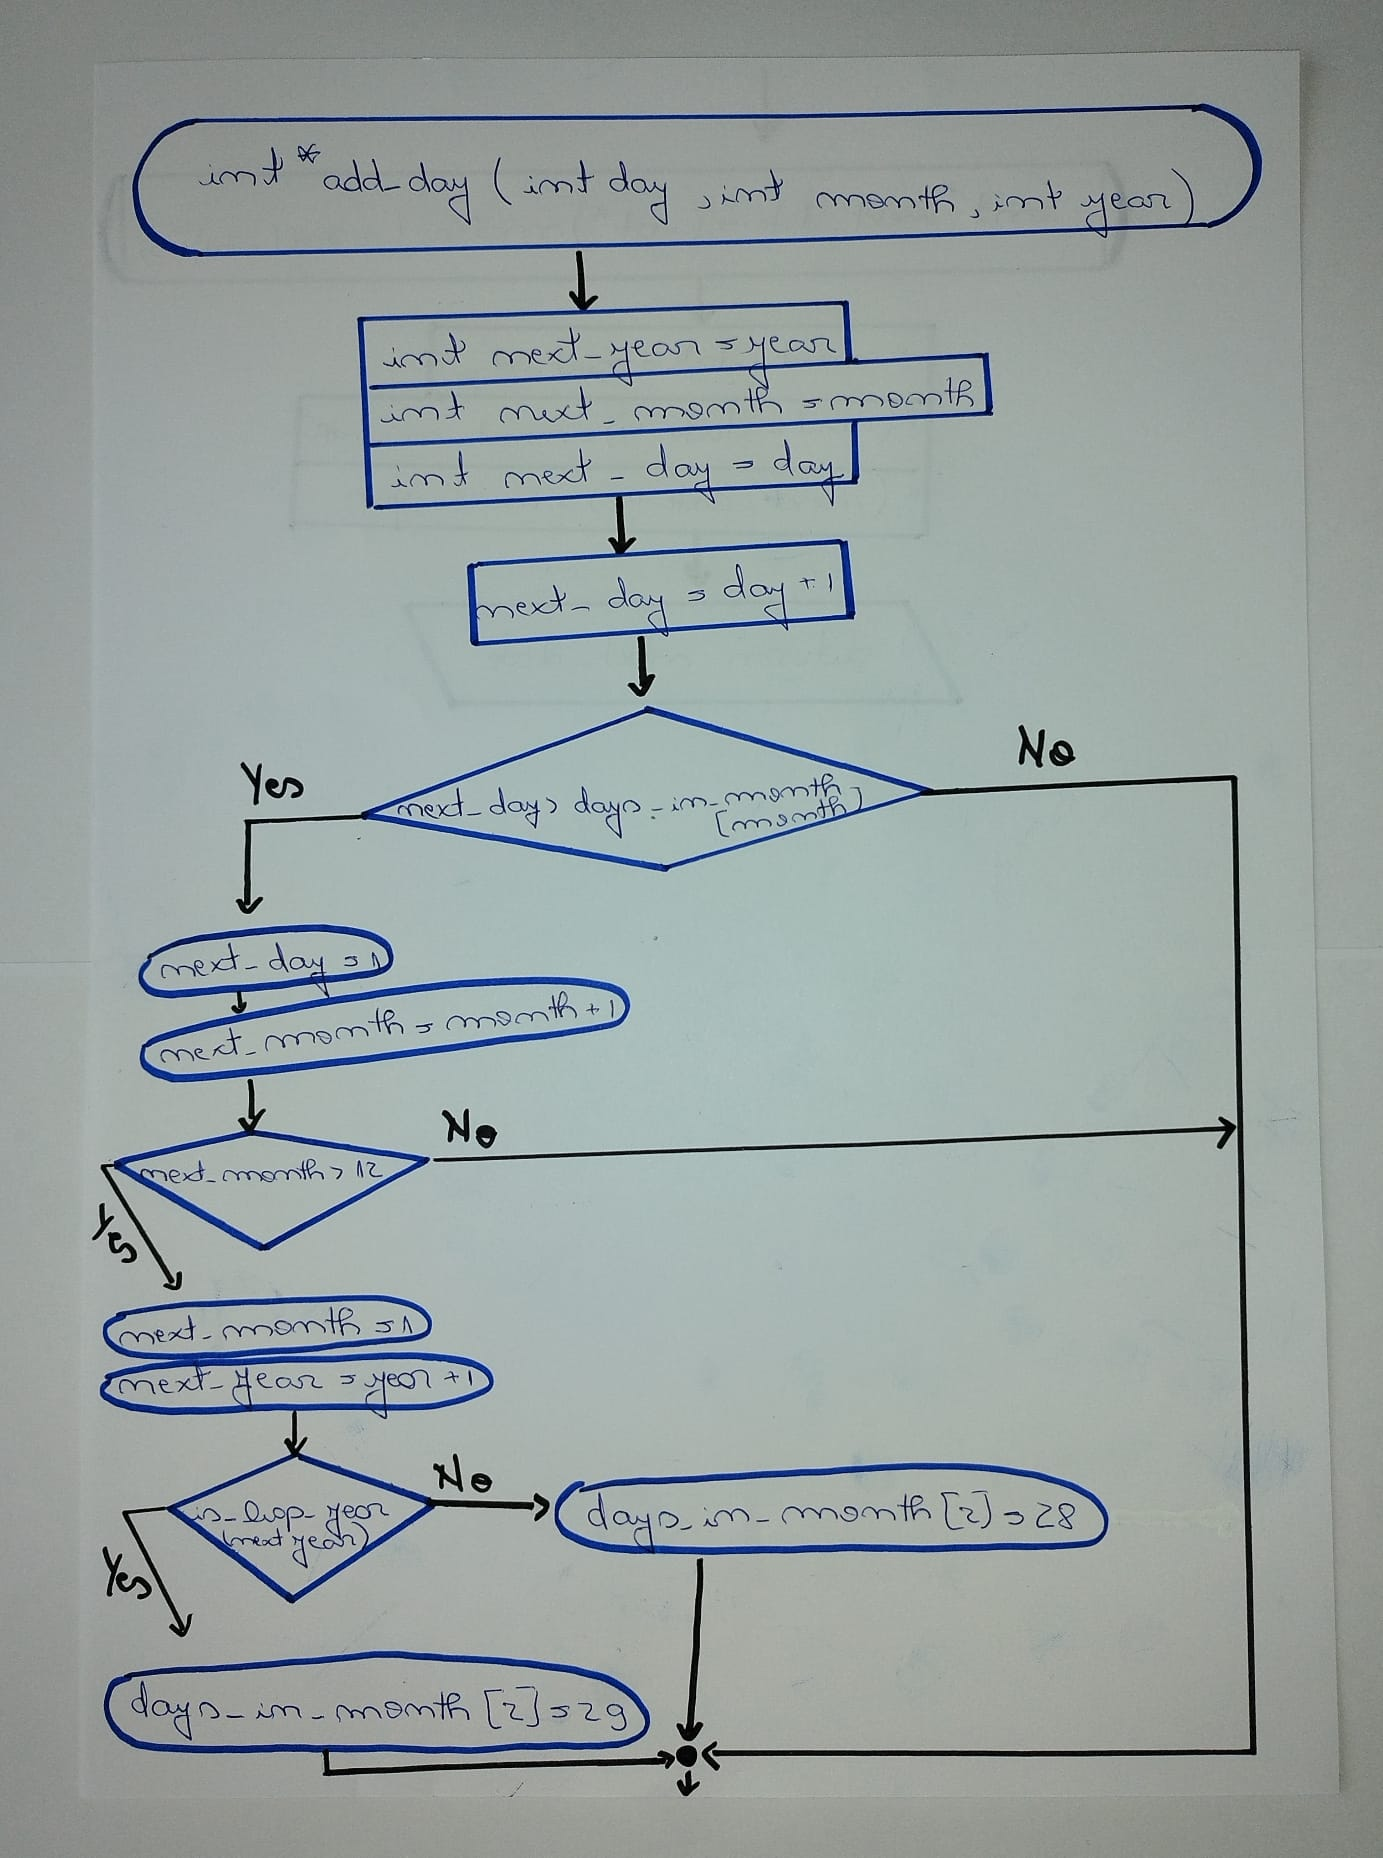 int *add_day (int day, int month, int year)
int next_year = year
int next_month = month
int next_day = day
next_day = day + 1
No
Yes
next_day > days_in_month
[month]
next_day = 1
next_month = month + 1
No
next_month > 12
Yes
next_month = 1
next_year = year + 1
No
is_leap_year
(next year)
days_in_month [2] = 28
Yes
days_in_month [2] = 29